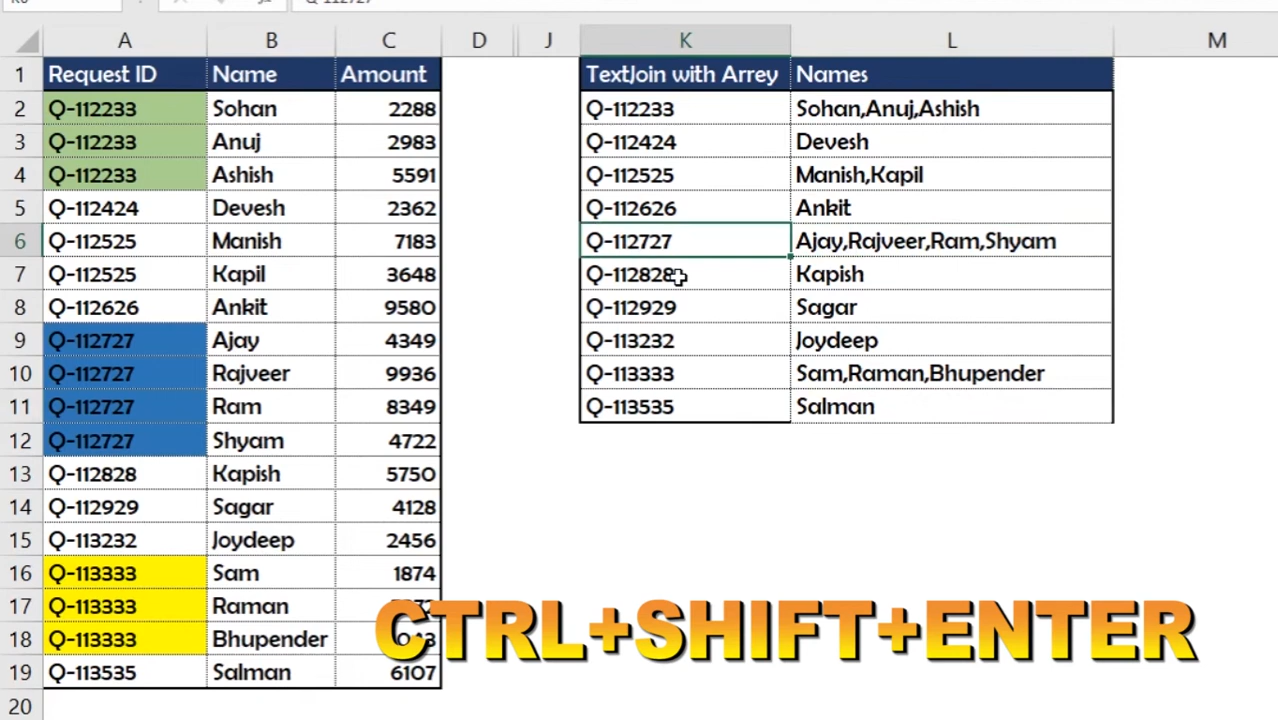 A B C D J K L M
1 Request ID Name Amount TextJoin with Arrey Names
2 Q-112233 Sohan 2288 Q-112233 Sohan,Anuj,Ashish
3 Q-112233 Anuj 2983 Q-112424 Devesh
4 Q-112233 Ashish 5591 Q-112525 Manish,Kapil
5 Q-112424 Devesh 2362 Q-112626 Ankit
6 Q-112525 Manish 7183 Q-112727 Ajay,Rajveer,Ram,Shyam
7 Q-112525 Kapil 3648 Q-112828 Kapish
8 Q-112626 Ankit 9580 Q-112929 Sagar
9 Q-112727 Ajay 4349 Q-113232 Joydeep
10 Q-112727 Rajveer 9936 Q-113333 Sam,Raman,Bhupender
11 Q-112727 Ram 8349 Q-113535 Salman
12 Q-112727 Shyam 4722
13 Q-112828 Kapish 5750
14 Q-112929 Sagar 4128
15 Q-113232 Joydeep 2456
16 Q-113333 Sam 1874
17 Q-113333 Raman
18 Q-113333 Bhupender
CTRL+SHIFT+ENTER
19 Q-113535 Salman 6107
20